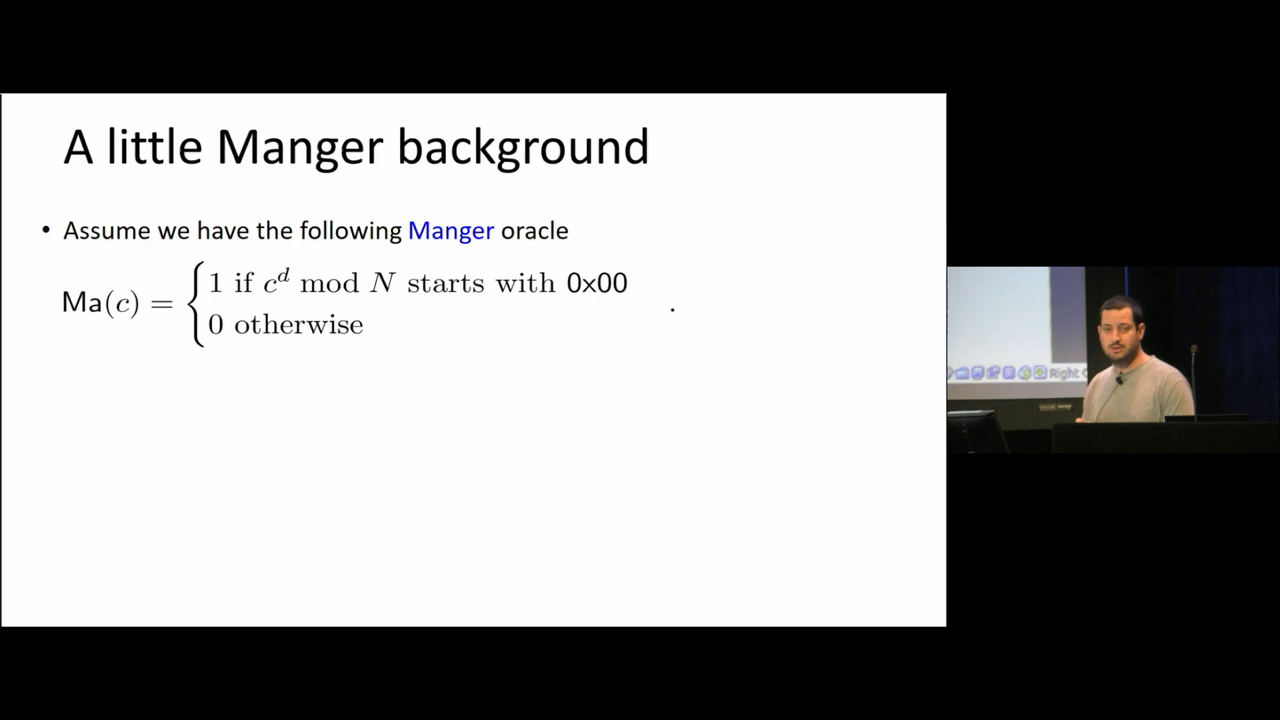 A little Manger background
• Assume we have the following Manger oracle
Ma(c) = { 1 if c^d mod N starts with 0x00
0 otherwise
.
Right